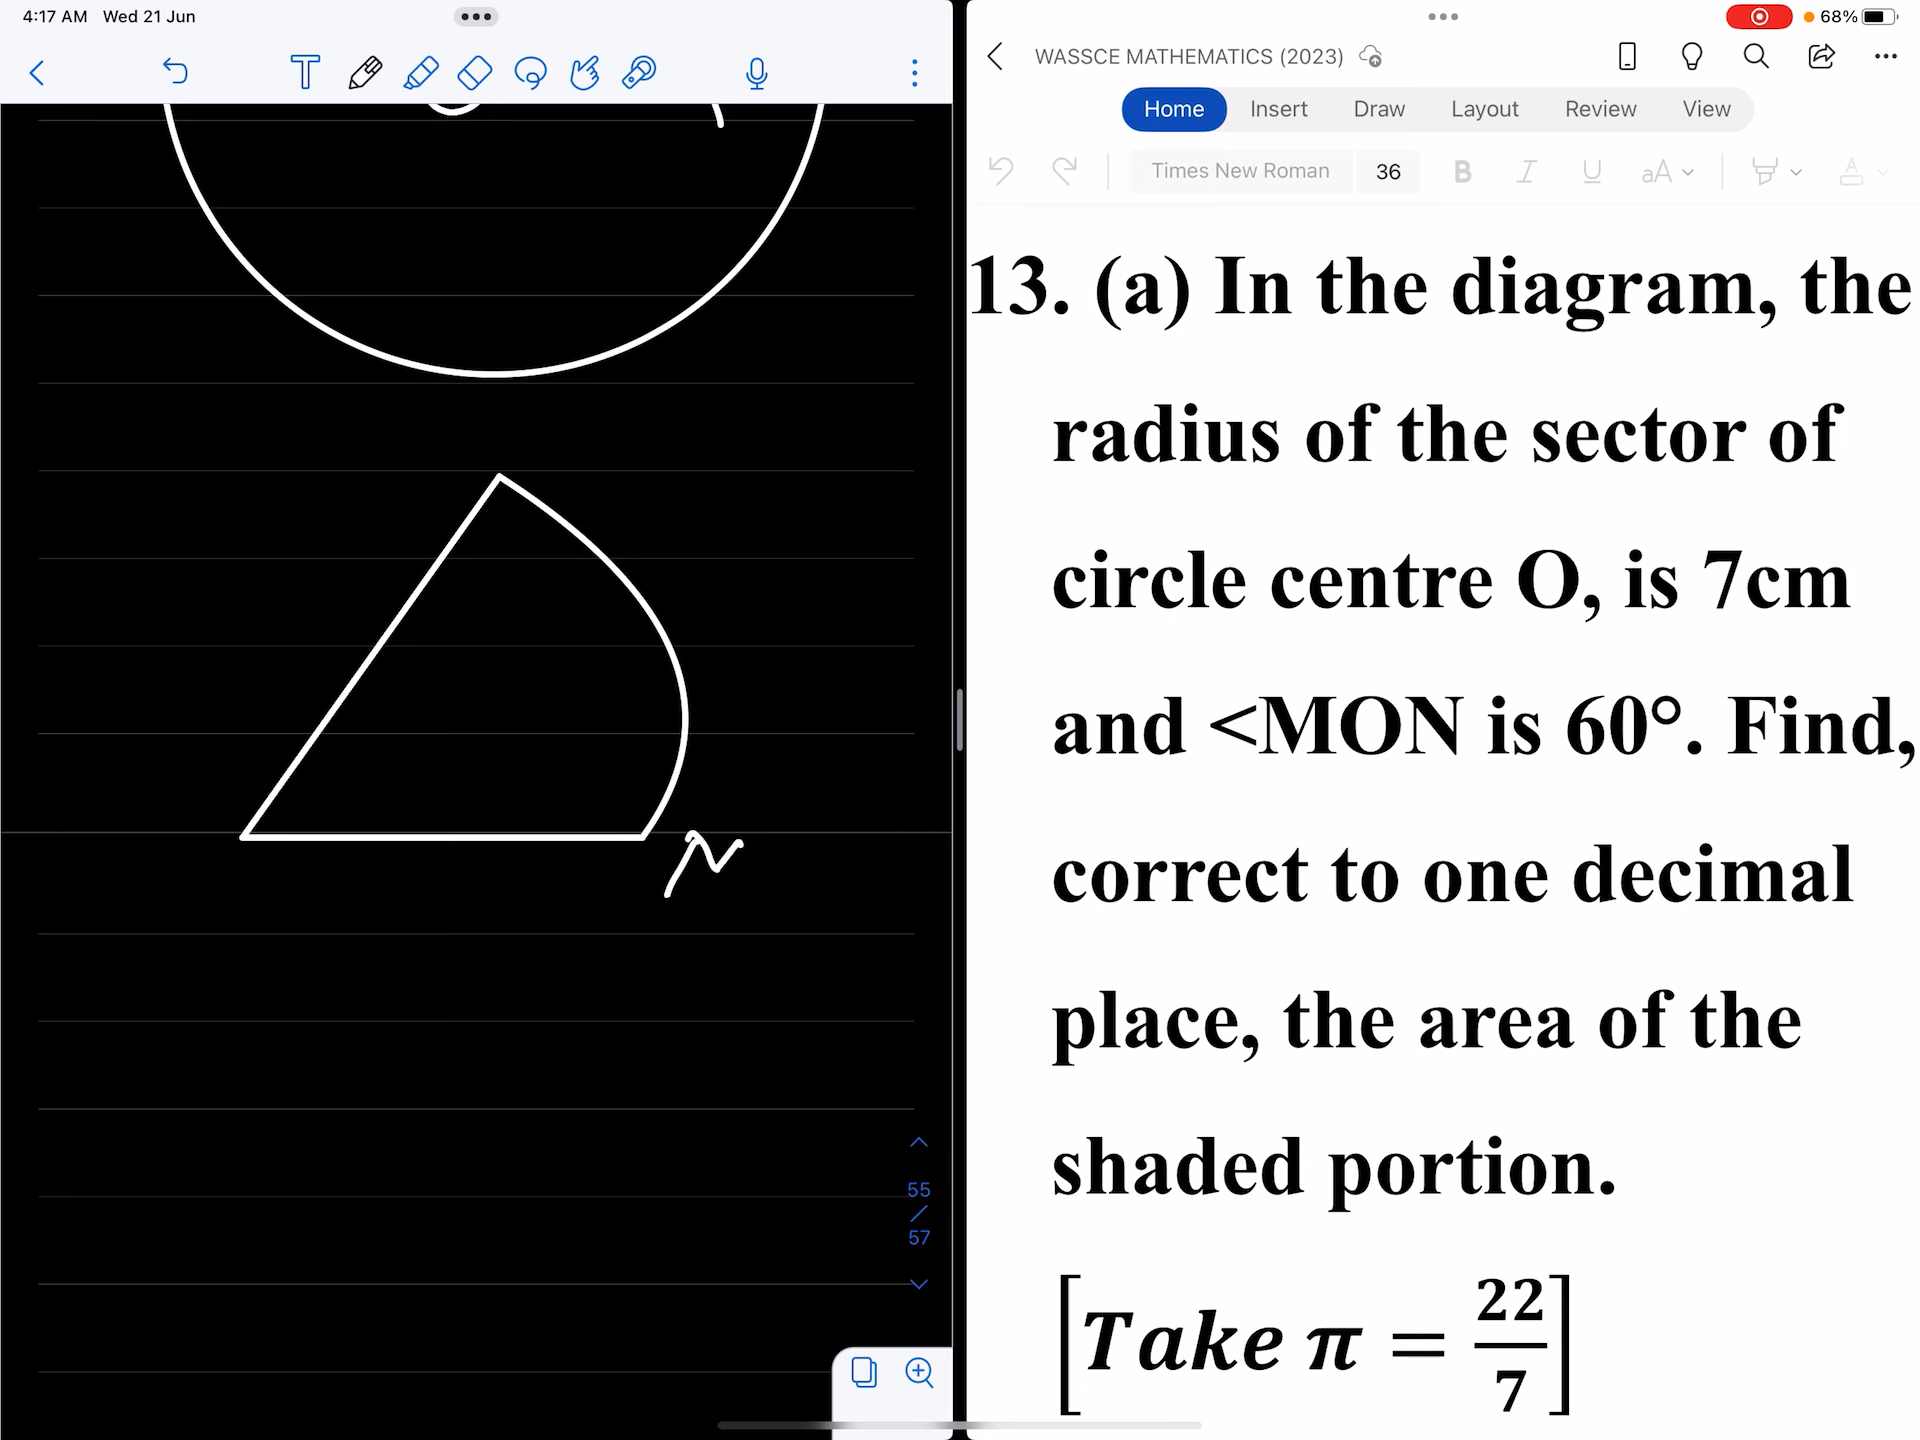 4:17 AM Wed 21 Jun
68%
WASSCE MATHEMATICS (2023)
Home Insert Draw Layout Review View
Times New Roman 36 B I U aA A
T
N
55
/
57
13. (a) In the diagram, the
radius of the sector of
circle centre O, is 7cm
and <MON is 60°. Find,
correct to one decimal
place, the area of the
shaded portion.
[Take π = 22/7]